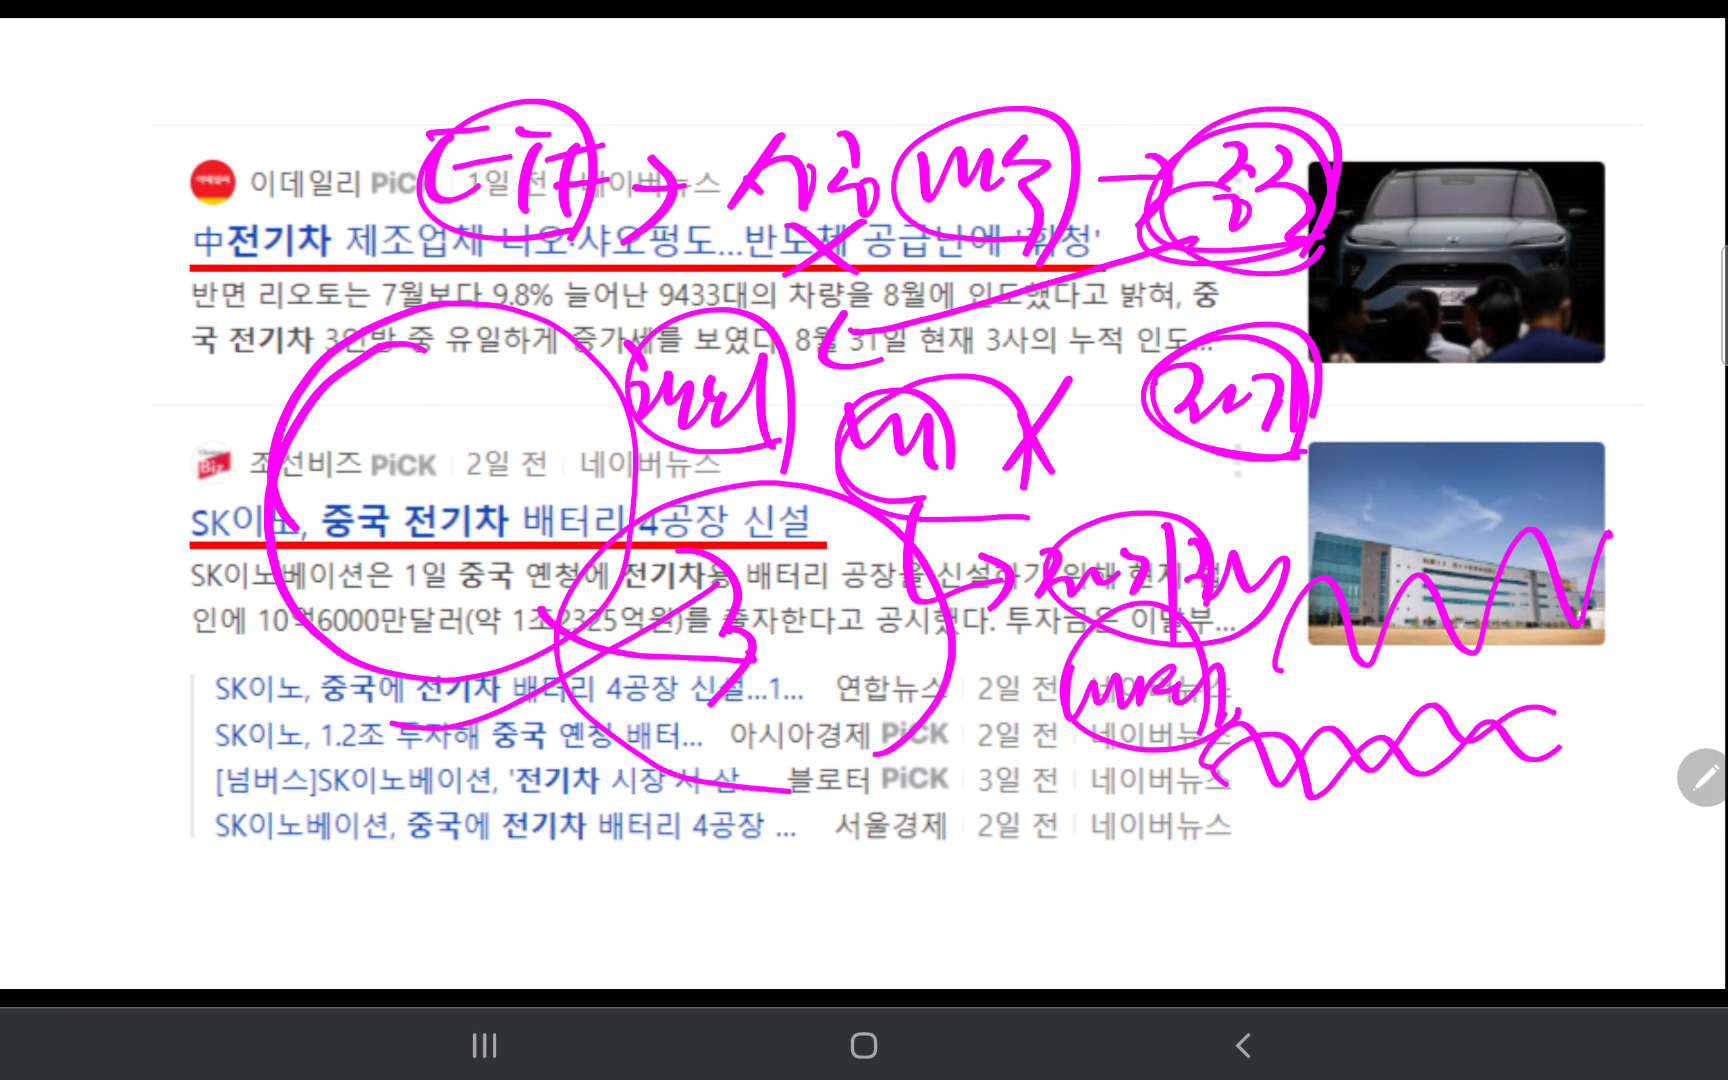 이데일리 PiCK 1일 전 네이버뉴스
中전기차 제조업체 니오·샤오펑도...반도체 공급난에 '휘청'
반면 리오토는 7월보다 9.8% 늘어난 9433대의 차량을 8월에 인도했다고 밝혀, 중
국 전기차 3인방 중 유일하게 증가세를 보였다. 8월 31일 현재 3사의 누적 인도...
조선비즈 PiCK 2일 전 네이버뉴스
SK이노, 중국 전기차 배터리 4공장 신설
SK이노베이션은 1일 중국 옌청에 전기차용 배터리 공장을 신설하기 위해 현지 법
인에 10억6000만달러(약 1조2325억원)를 출자한다고 공시했다. 투자금은 이달부...
SK이노, 중국에 전기차 배터리 4공장 신설...1... 연합뉴스 2일 전 네이버뉴스
SK이노, 1.2조 투자해 중국 옌청 배터... 아시아경제 PiCK 2일 전 네이버뉴스
[넘버스]SK이노베이션, '전기차 시장'서 삼... 블로터 PiCK 3일 전 네이버뉴스
SK이노베이션, 중국에 전기차 배터리 4공장 ... 서울경제 2일 전 네이버뉴스
ETF